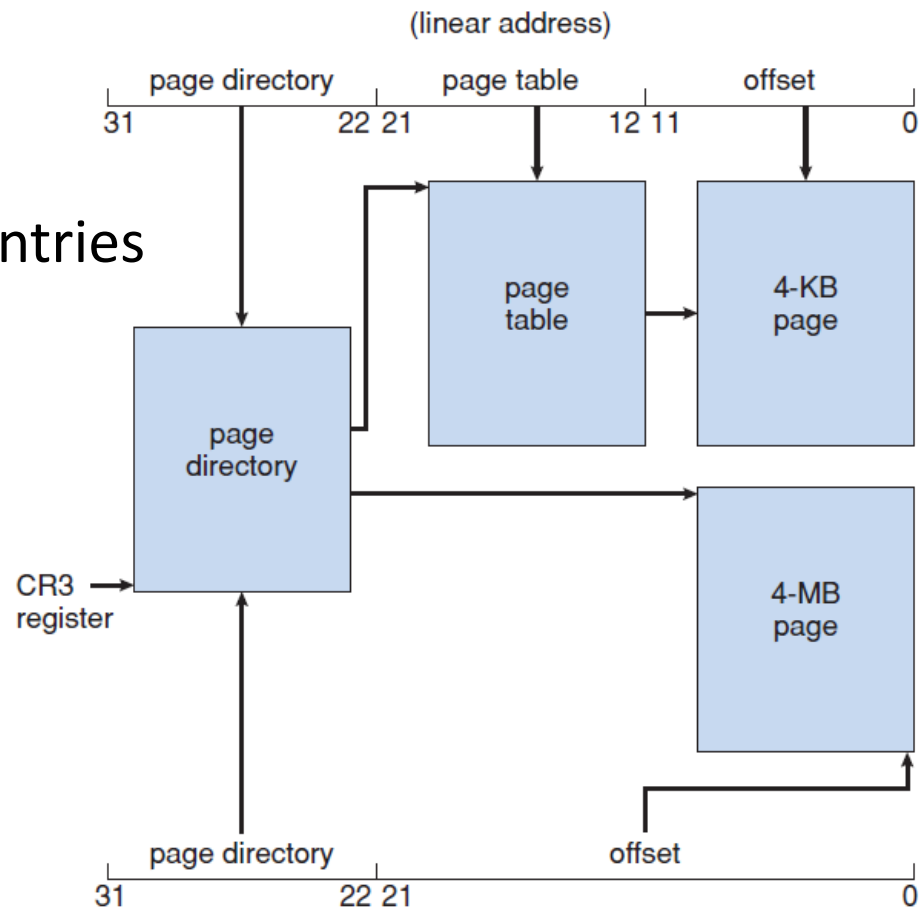 (linear address)
page directory page table offset
31 22 21 12 11 0
ntries
page
table
4-KB
page
page
directory
CR3
register
4-MB
page
page directory offset
31 22 21 0